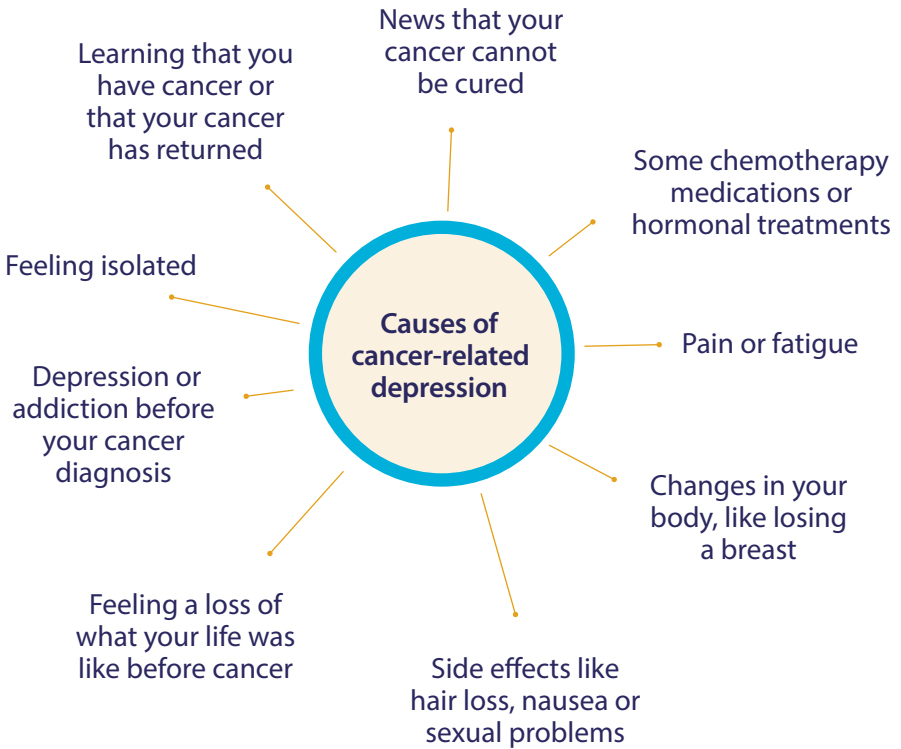 Causes of
cancer-related
depression
News that your
cancer cannot
be cured
Some chemotherapy
medications or
hormonal treatments
Pain or fatigue
Changes in your
body, like losing
a breast
Side effects like
hair loss, nausea or
sexual problems
Feeling a loss of
what your life was
like before cancer
Depression or
addiction before
your cancer
diagnosis
Feeling isolated
Learning that you
have cancer or
that your cancer
has returned